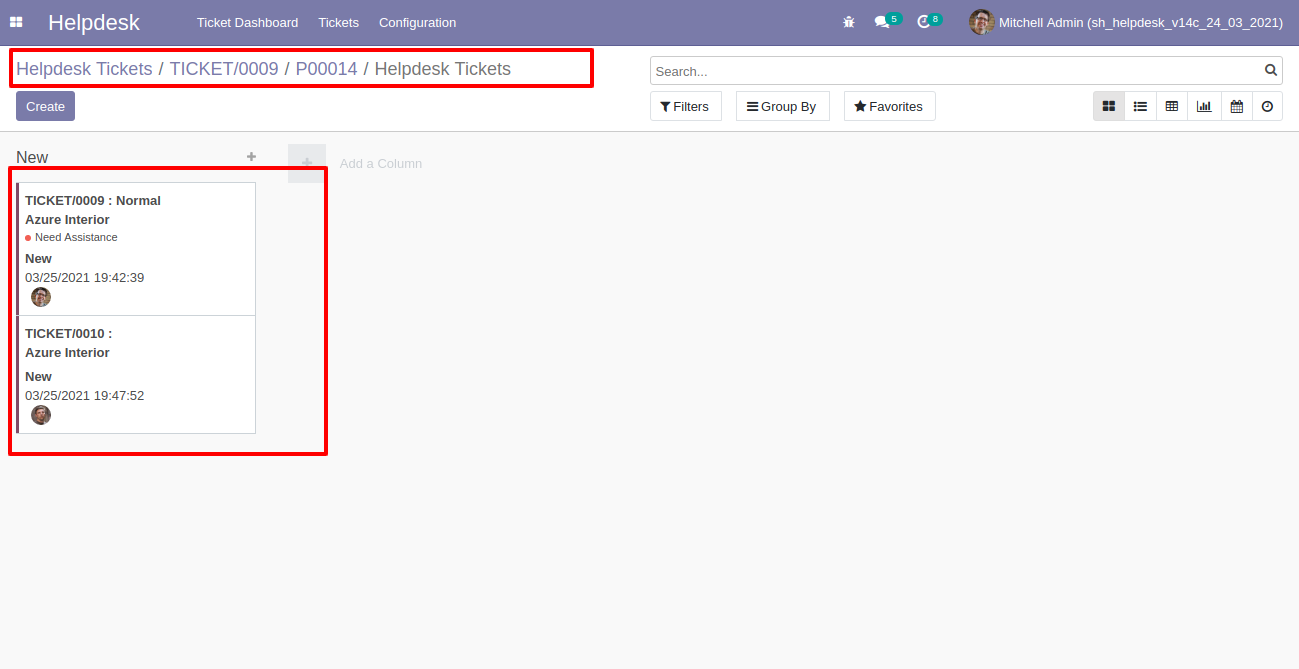 Helpdesk Ticket Dashboard Tickets Configuration 5 8 Mitchell Admin (sh_helpdesk_v14c_24_03_2021)
Helpdesk Tickets / TICKET/0009 / P00014 / Helpdesk Tickets
Search...
Create
Filters Group By Favorites
New +
+ Add a Column
TICKET/0009 : Normal
Azure Interior
Need Assistance
New
03/25/2021 19:42:39
TICKET/0010 :
Azure Interior
New
03/25/2021 19:47:52